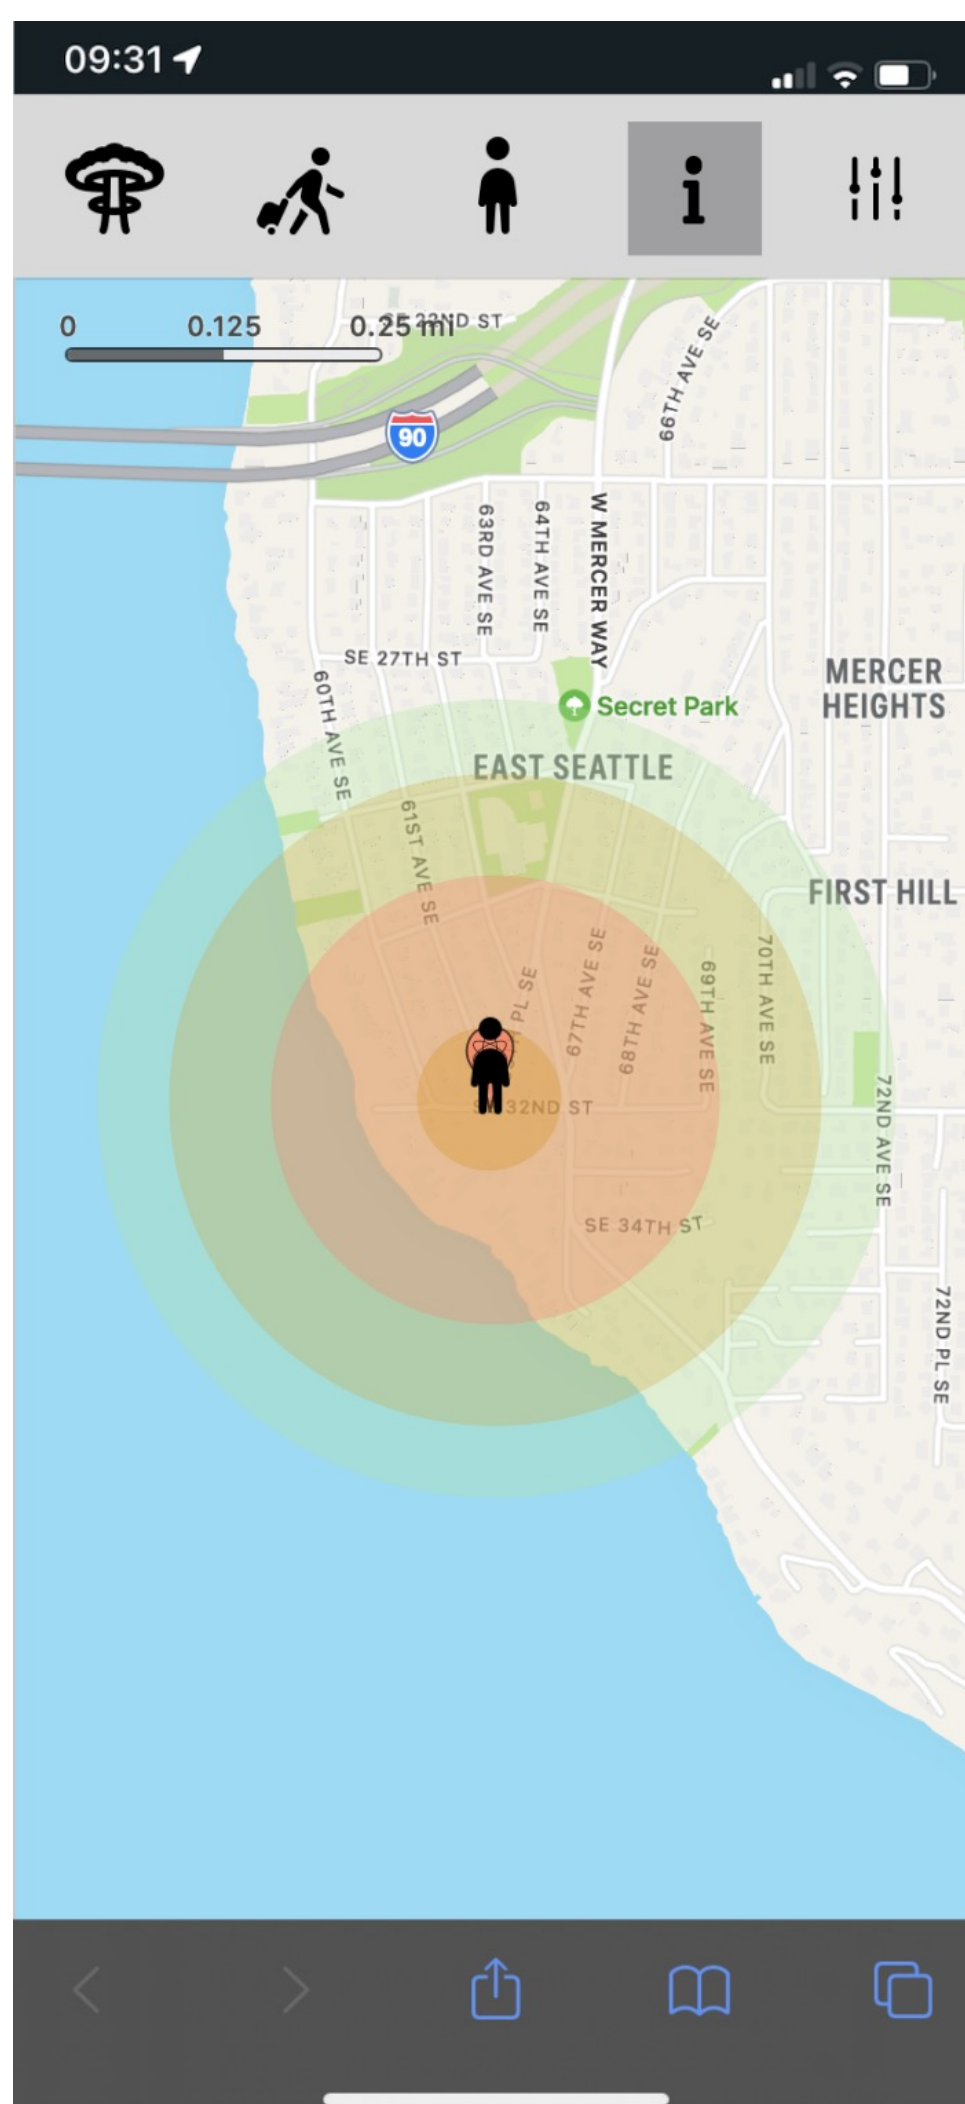 09:31
i
0 0.125 0.25 mi
SE 22ND ST
66TH AVE SE
90
63RD AVE SE
64TH AVE SE
W MERCER WAY
SE 27TH ST
60TH AVE SE
MERCER
HEIGHTS
Secret Park
EAST SEATTLE
61ST AVE SE
FIRST HILL
PL SE
67TH AVE SE
68TH AVE SE
69TH AVE SE
70TH AVE SE
32ND ST
72ND AVE SE
SE 34TH ST
72ND PL SE